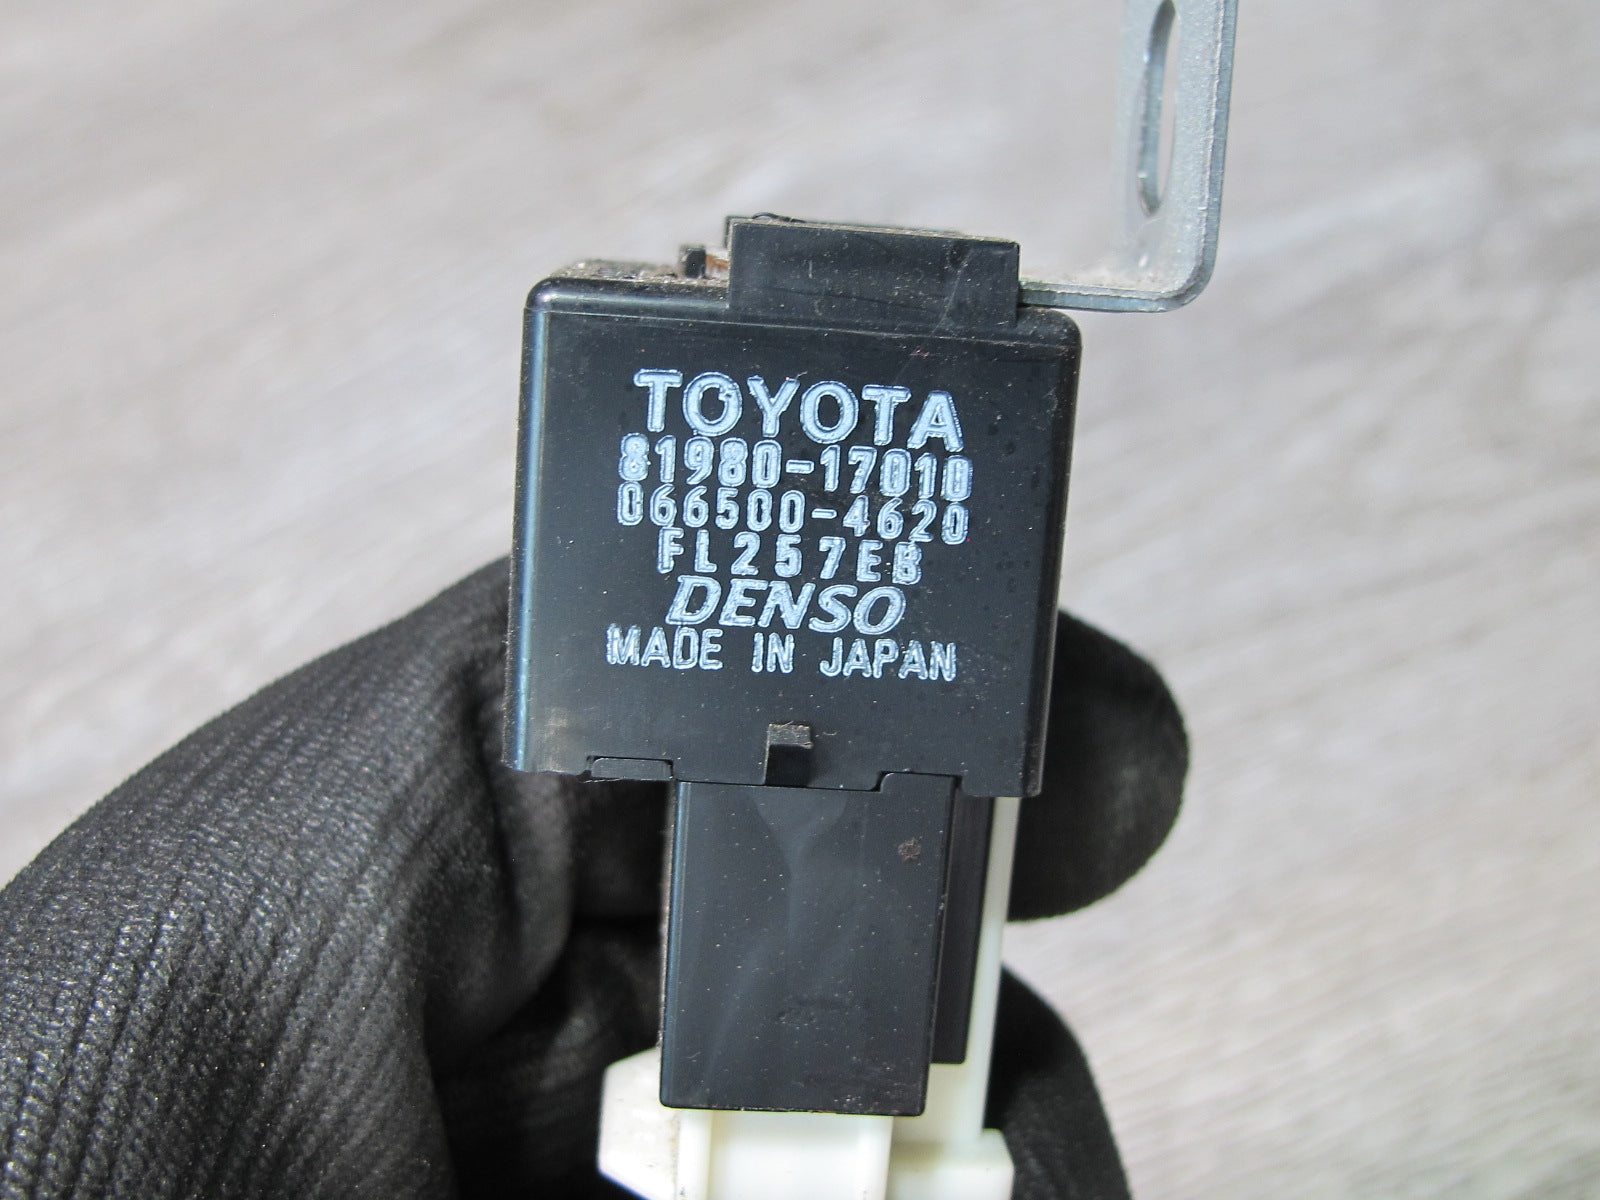 TOYOTA
81980-17010
066500-4620
FL257EB
DENSO
MADE IN JAPAN